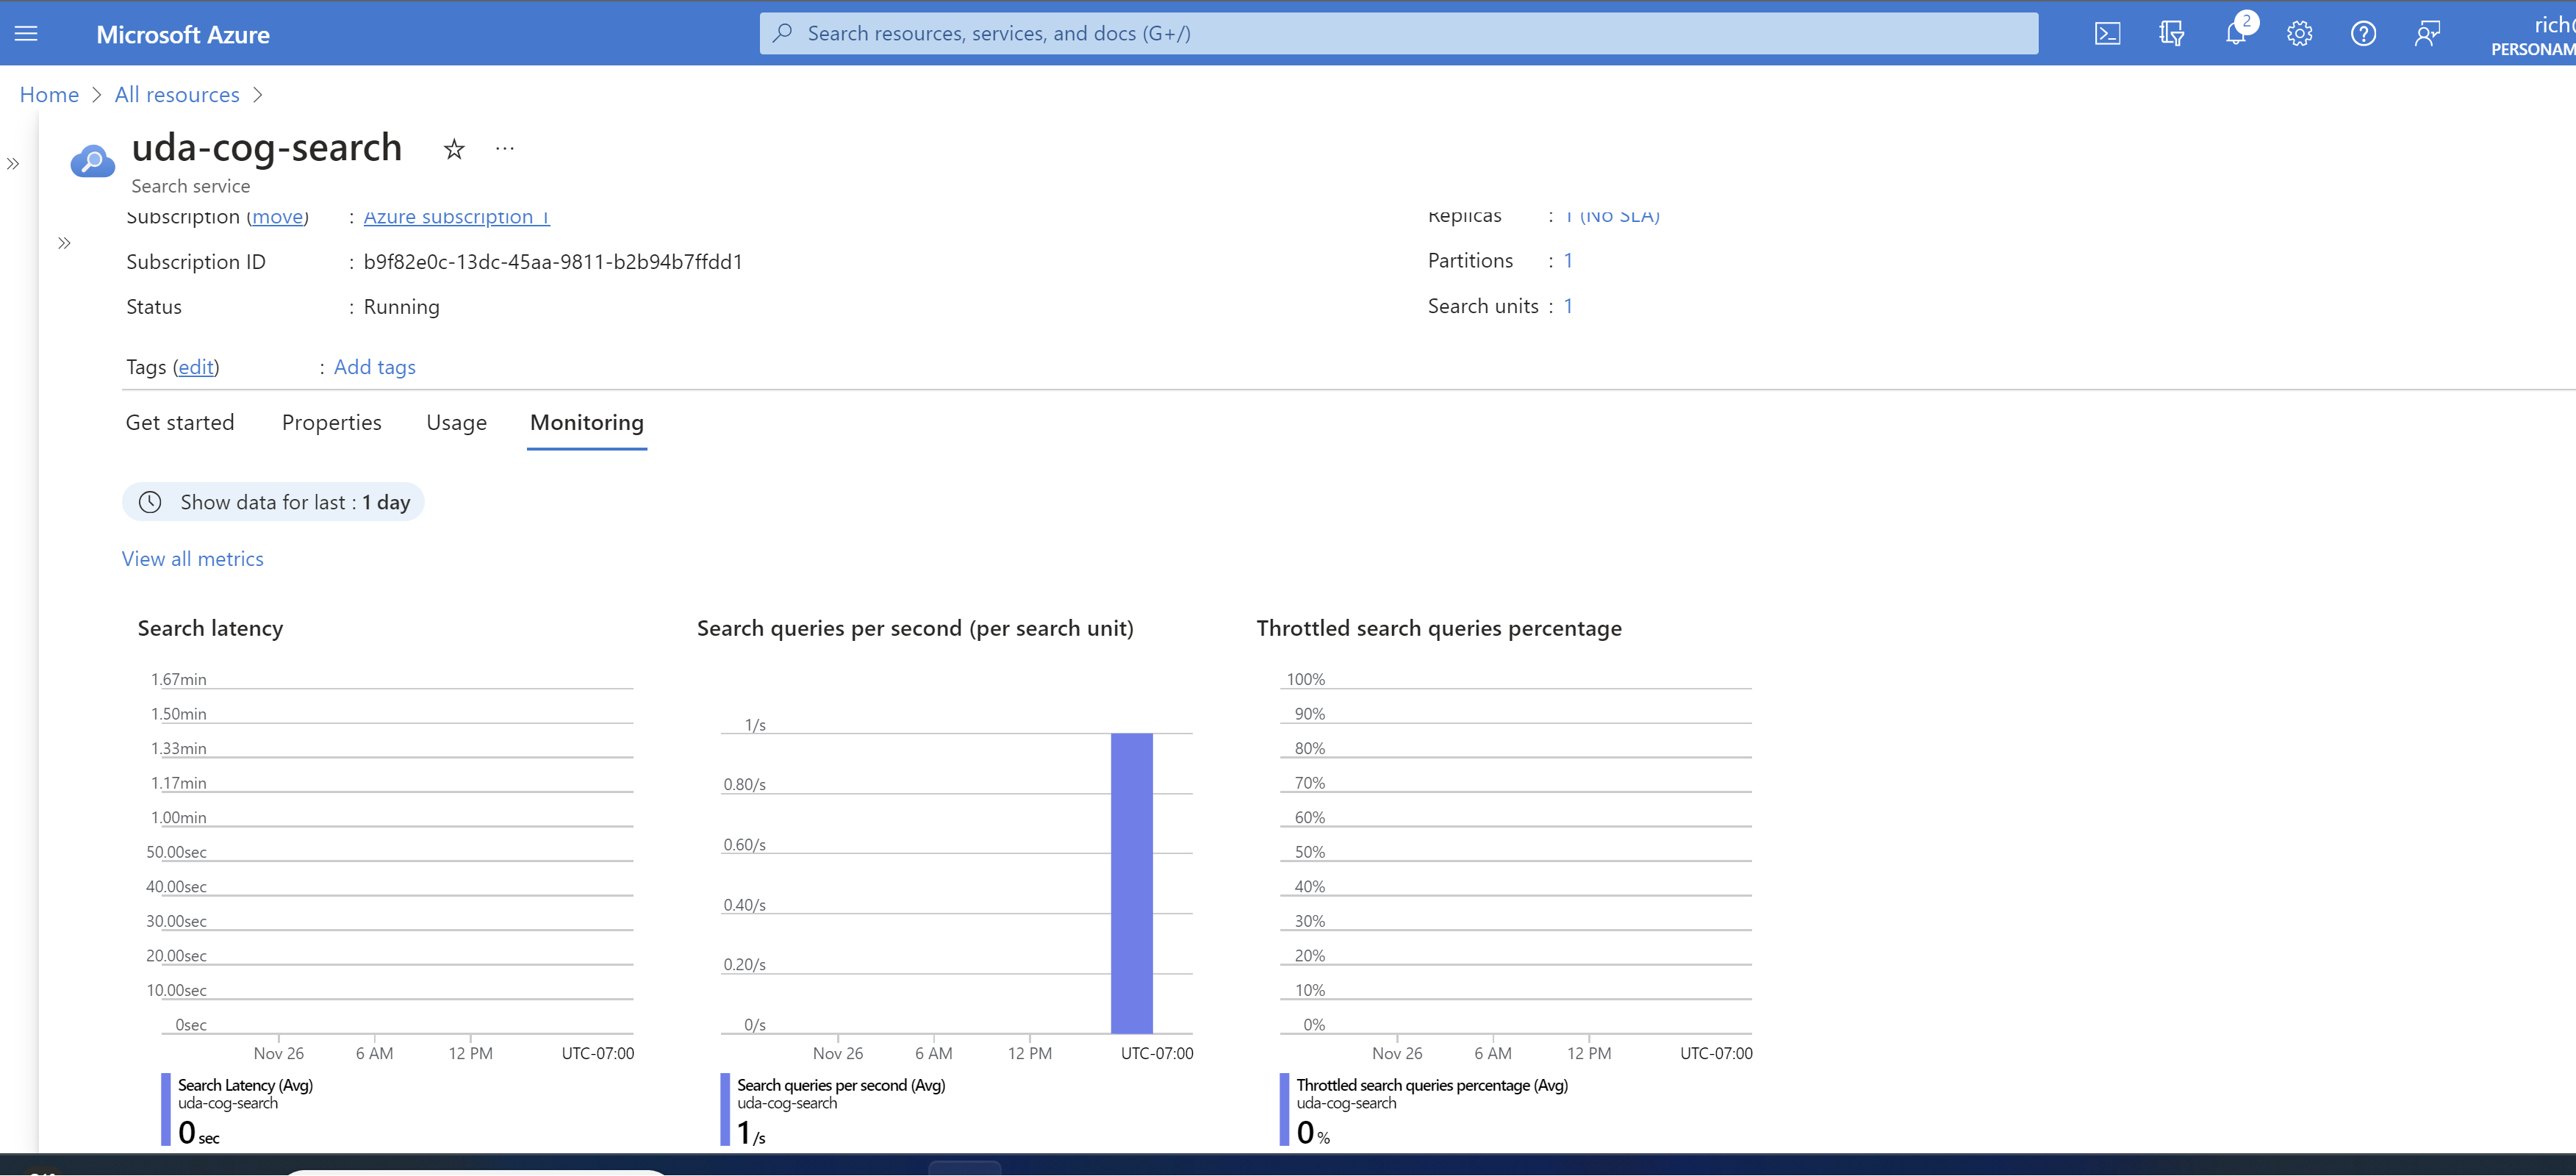 Microsoft Azure
Search resources, services, and docs (G+/)
2
rich@
PERSONAM
Home > All resources >
uda-cog-search
Search service
Subscription (move) : Azure subscription 1
Subscription ID : b9f82e0c-13dc-45aa-9811-b2b94b7ffdd1
Status : Running
Tags (edit) : Add tags
Replicas : 1 (No SLA)
Partitions : 1
Search units : 1
Get started Properties Usage Monitoring
Show data for last : 1 day
View all metrics
Search latency
1.67min
1.50min
1.33min
1.17min
1.00min
50.00sec
40.00sec
30.00sec
20.00sec
10.00sec
0sec
Nov 26 6 AM 12 PM UTC-07:00
Search Latency (Avg)
uda-cog-search
0 sec
Search queries per second (per search unit)
1/s
0.80/s
0.60/s
0.40/s
0.20/s
0/s
Nov 26 6 AM 12 PM UTC-07:00
Search queries per second (Avg)
uda-cog-search
1 /s
Throttled search queries percentage
100%
90%
80%
70%
60%
50%
40%
30%
20%
10%
0%
Nov 26 6 AM 12 PM UTC-07:00
Throttled search queries percentage (Avg)
uda-cog-search
0 %